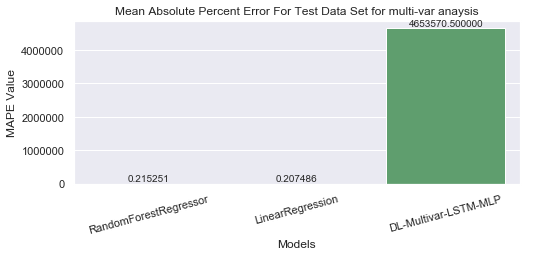 Mean Absolute Percent Error For Test Data Set for multi-var anaysis
4653570.500000
4000000
3000000
2000000
1000000
0
MAPE Value
0.215251
0.207486
RandomForestRegressor
LinearRegression
DL-Multivar-LSTM-MLP
Models